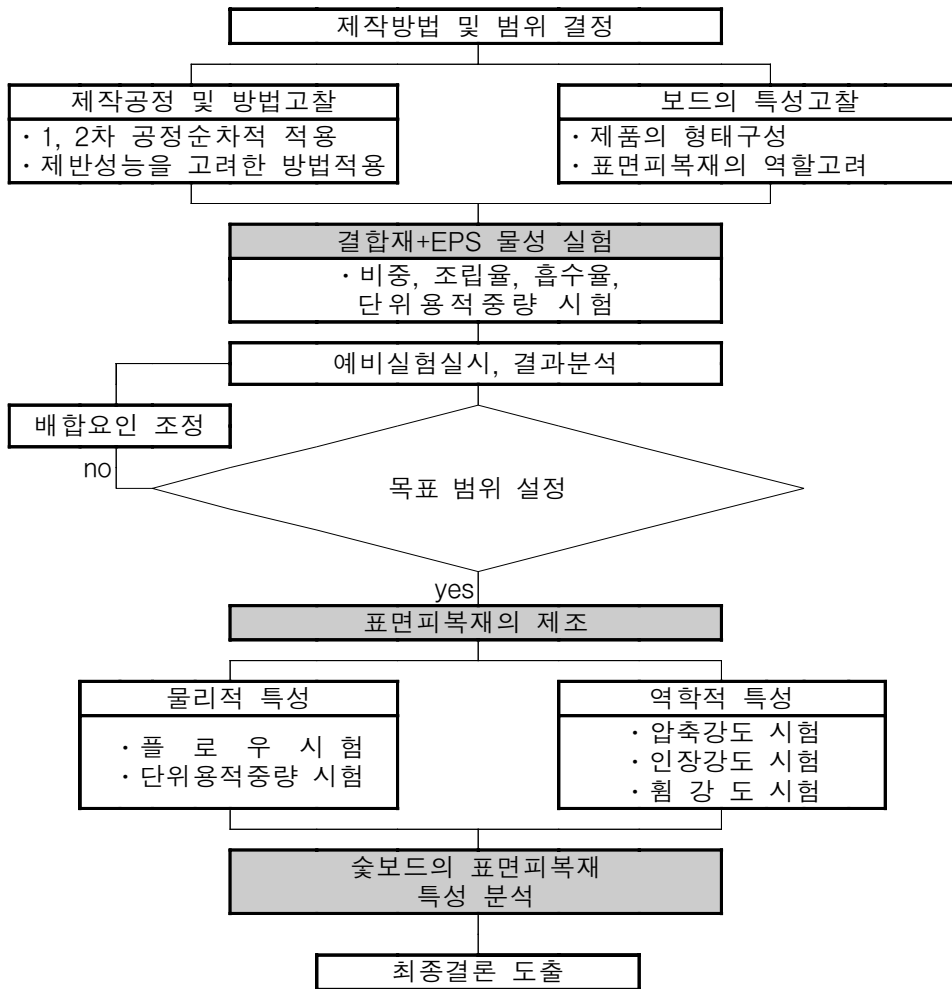 제작방법 및 범위 결정
제작공정 및 방법고찰
· 1, 2차 공정순차적 적용
· 제반성능을 고려한 방법적용
보드의 특성고찰
· 제품의 형태구성
· 표면피복재의 역할고려
결합재+EPS 물성 실험
· 비중, 조립율, 흡수율,
단위용적중량 시험
예비실험실시, 결과분석
배합요인 조정
no
목표 범위 설정
yes
표면피복재의 제조
물리적 특성
· 플 로 우 시 험
· 단위용적중량 시험
역학적 특성
· 압축강도 시험
· 인장강도 시험
· 휨 강 도 시험
숯보드의 표면피복재
특성 분석
최종결론 도출